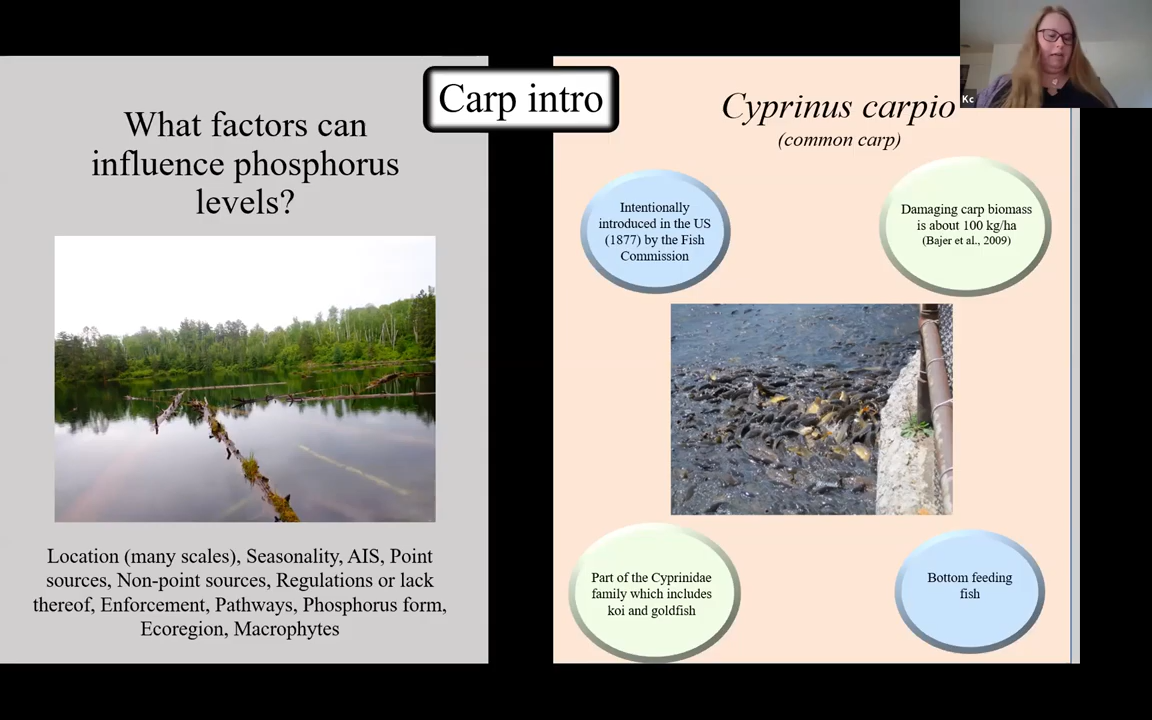 Carp intro
What factors can
influence phosphorus
levels?
Location (many scales), Seasonality, AIS, Point
sources, Non-point sources, Regulations or lack
thereof, Enforcement, Pathways, Phosphorus form,
Ecoregion, Macrophytes
Cyprinus carpio
(common carp)
Intentionally
introduced in the US
(1877) by the Fish
Commission
Damaging carp biomass
is about 100 kg/ha
(Bajer et al., 2009)
Part of the Cyprinidae
family which includes
koi and goldfish
Bottom feeding
fish
Kc